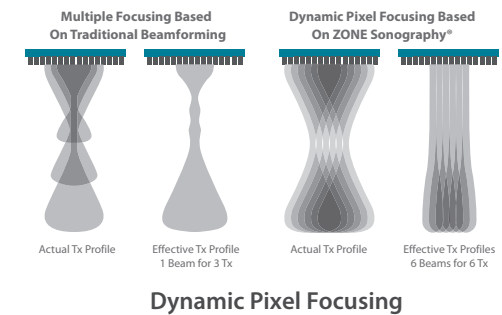 Multiple Focusing Based
On Traditional Beamforming
Dynamic Pixel Focusing Based
On ZONE Sonography®
Actual Tx Profile
Effective Tx Profile
1 Beam for 3 Tx
Actual Tx Profile
Effective Tx Profiles
6 Beams for 6 Tx
Dynamic Pixel Focusing